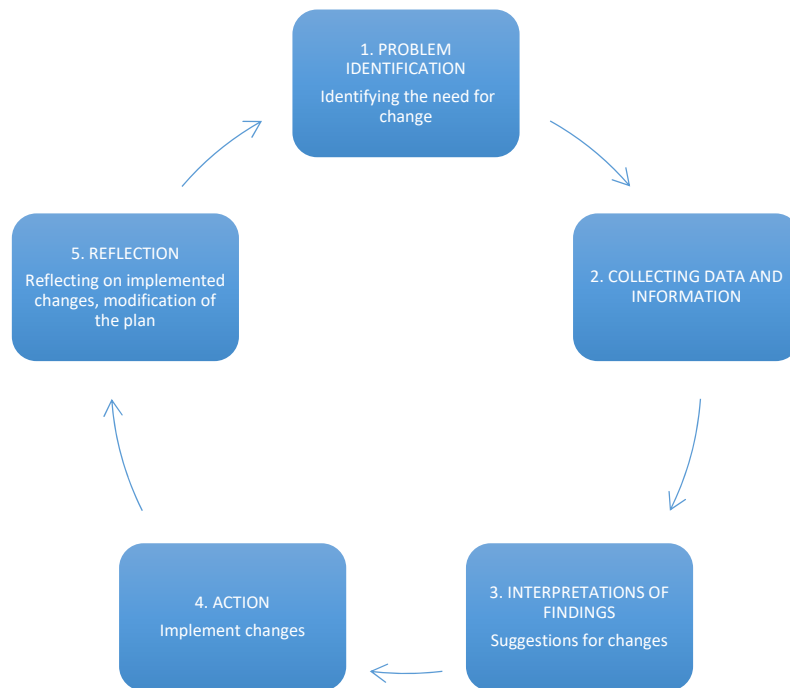 1. PROBLEM
IDENTIFICATION
Identifying the need for
change
2. COLLECTING DATA AND
INFORMATION
3. INTERPRETATIONS OF
FINDINGS
Suggestions for changes
4. ACTION
Implement changes
5. REFLECTION
Reflecting on implemented
changes, modification of
the plan